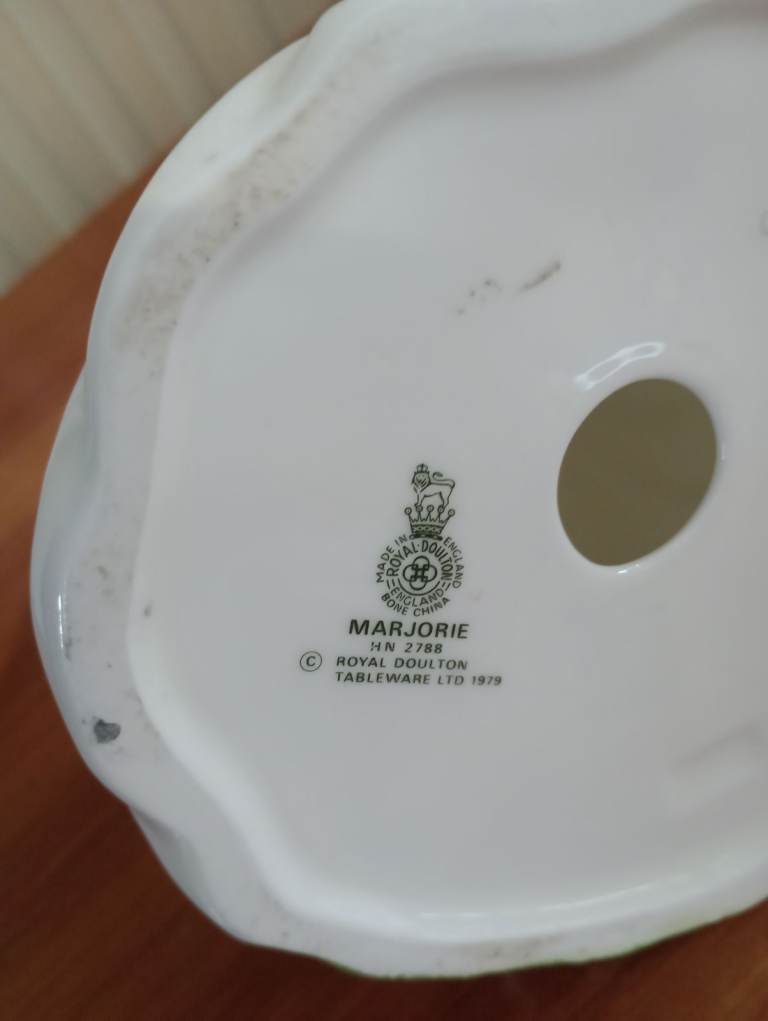 MADE IN ENGLAND
ROYAL·DOULTON
ENGLAND
BONE CHINA
MARJORIE
HN 2788
© ROYAL DOULTON
TABLEWARE LTD 1979